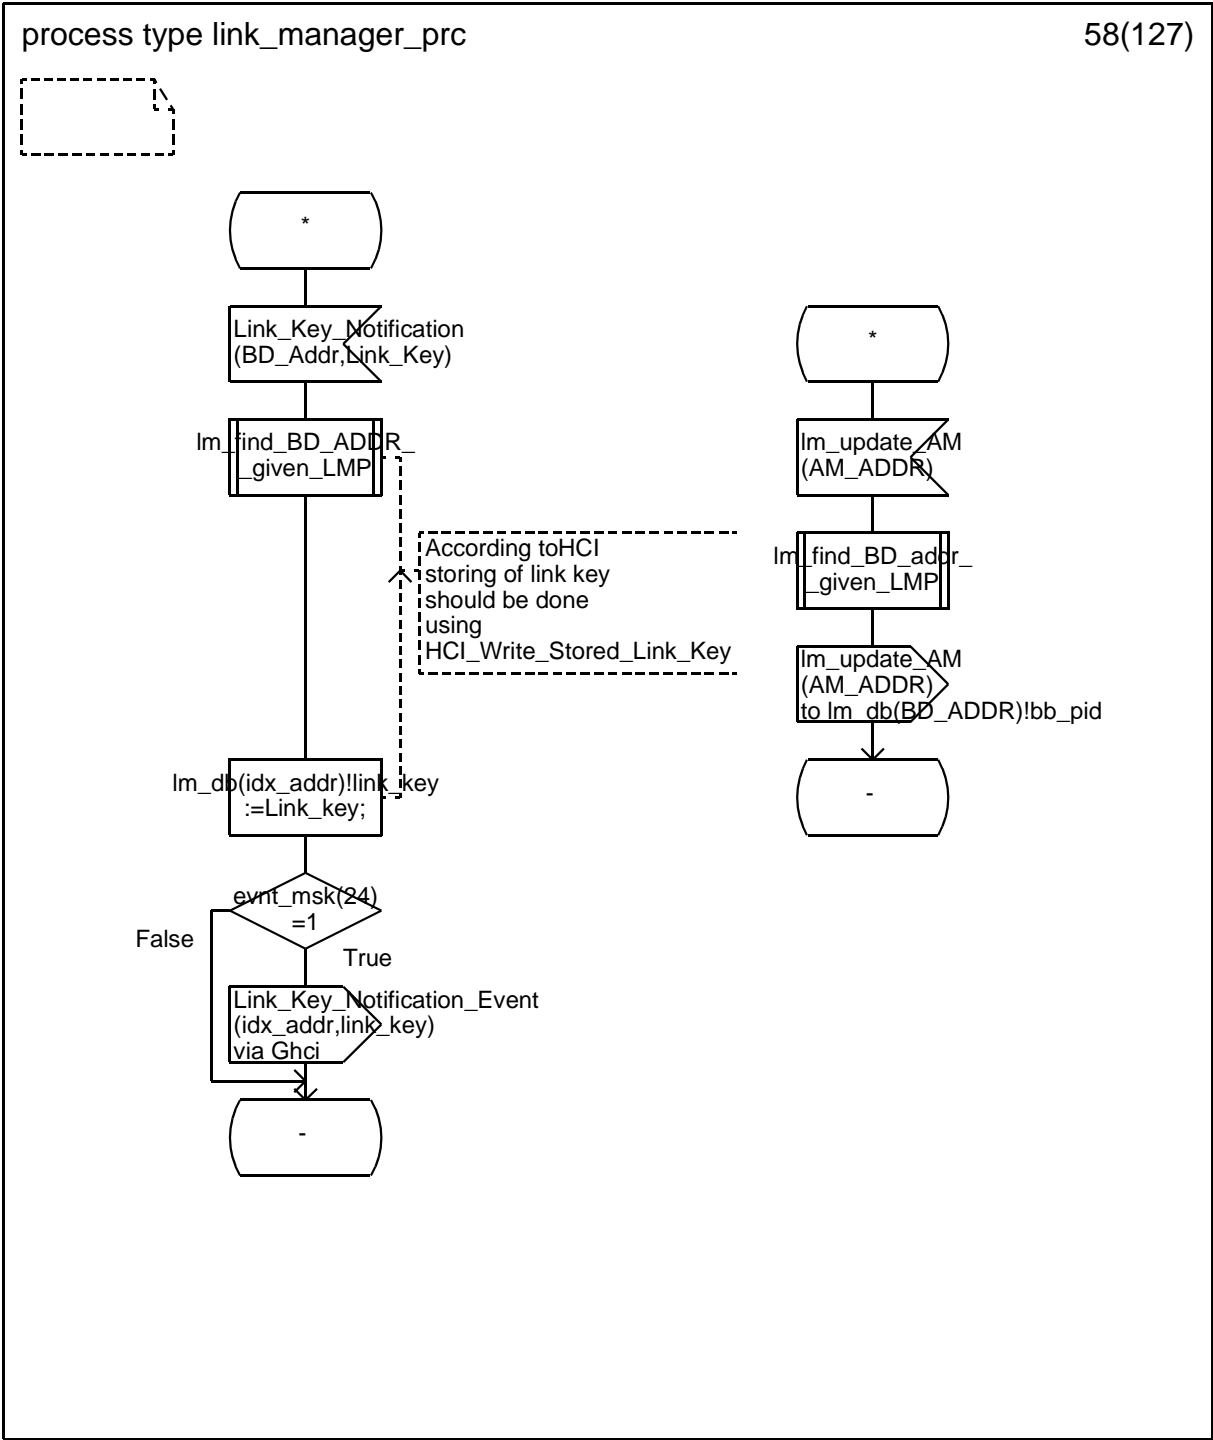 process type link_manager_prc
58(127)
*
Link_Key_Notification
(BD_Addr,Link_Key)
lm_find_BD_ADDR_
_given_LMP
According toHCI
storing of link key
should be done
using
HCI_Write_Stored_Link_Key
lm_db(idx_addr)!link_key
:=Link_key;
evnt_msk(24)
=1
False
True
Link_Key_Notification_Event
(idx_addr,link_key)
via Ghci
-
*
lm_update_AM
(AM_ADDR)
lm_find_BD_addr_
_given_LMP
lm_update_AM
(AM_ADDR)
to lm_db(BD_ADDR)!bb_pid
-